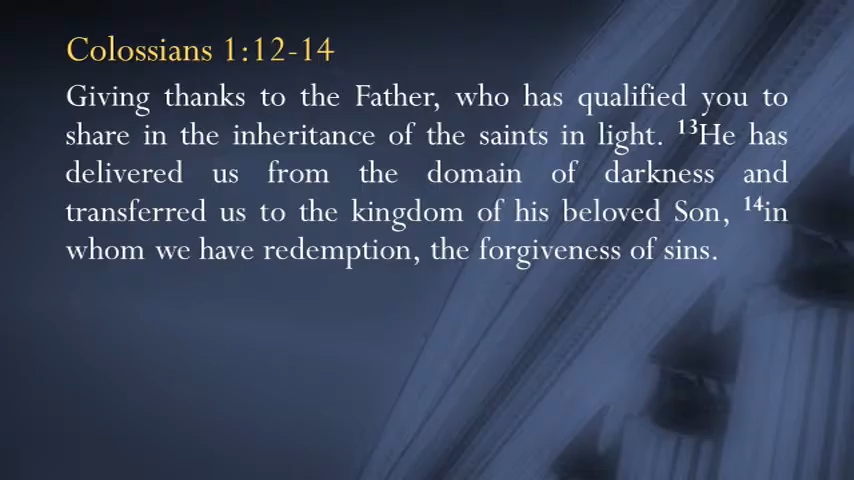 Colossians 1:12-14
Giving thanks to the Father, who has qualified you to
share in the inheritance of the saints in light. ¹³He has
delivered us from the domain of darkness and
transferred us to the kingdom of his beloved Son, ¹⁴in
whom we have redemption, the forgiveness of sins.